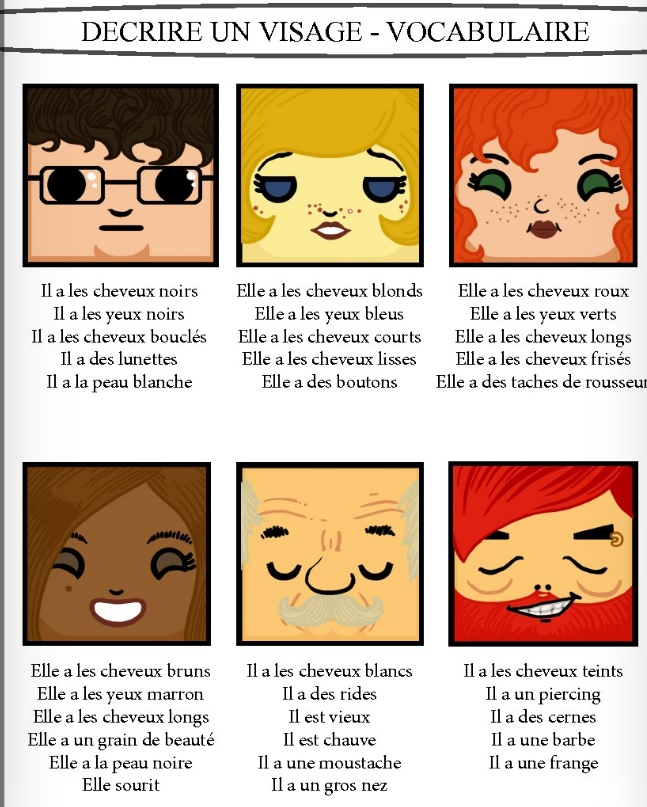 DECRIRE UN VISAGE - VOCABULAIRE
Il a les cheveux noirs
Il a les yeux noirs
Il a les cheveux bouclés
Il a des lunettes
Il a la peau blanche
Elle a les cheveux blonds
Elle a les yeux bleus
Elle a les cheveux courts
Elle a les cheveux lisses
Elle a des boutons
Elle a les cheveux roux
Elle a les yeux verts
Elle a les cheveux longs
Elle a les cheveux frisés
Elle a des taches de rousseur
Elle a les cheveux bruns
Elle a les yeux marron
Elle a les cheveux longs
Elle a un grain de beauté
Elle a la peau noire
Elle sourit
Il a les cheveux blancs
Il a des rides
Il est vieux
Il est chauve
Il a une moustache
Il a un gros nez
Il a les cheveux teints
Il a un piercing
Il a des cernes
Il a une barbe
Il a une frange